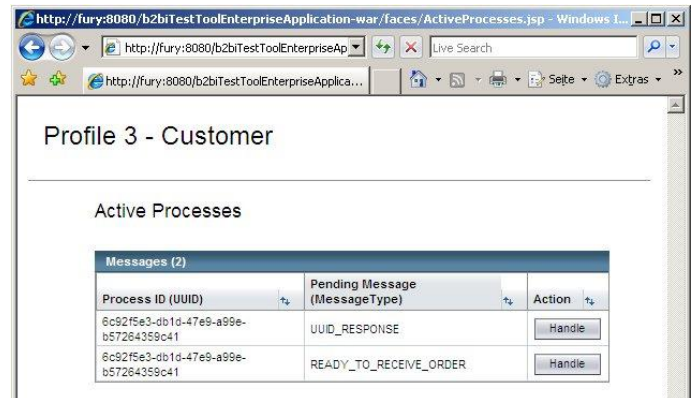 http://fury:8080/b2biTestToolEnterpriseApplication-war/faces/ActiveProcesses.jsp - Windows I...
http://fury:8080/b2biTestToolEnterpriseAp
Live Search
http://fury:8080/b2biTestToolEnterpriseApplica...
Seite
Extras
»
Profile 3 - Customer
Active Processes
Messages (2)
Process ID (UUID)
Pending Message
(MessageType)
Action
6c92f5e3-db1d-47e9-a99e-
b57264359c41
UUID_RESPONSE
Handle
6c92f5e3-db1d-47e9-a99e-
b57264359c41
READY_TO_RECEIVE_ORDER
Handle